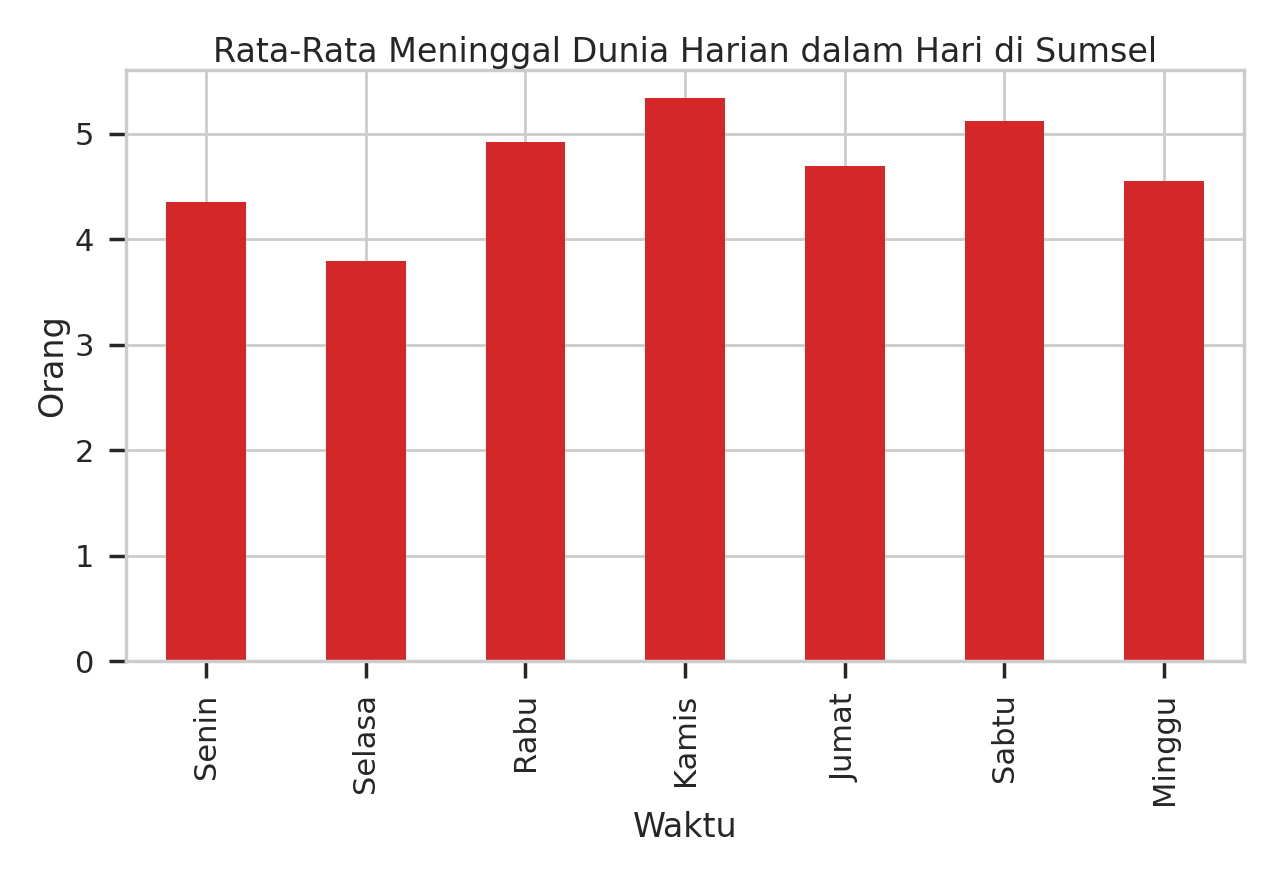 Rata-Rata Meninggal Dunia Harian dalam Hari di Sumsel
Orang
5
4
3
2
1
0
Senin
Selasa
Rabu
Kamis
Jumat
Sabtu
Minggu
Waktu